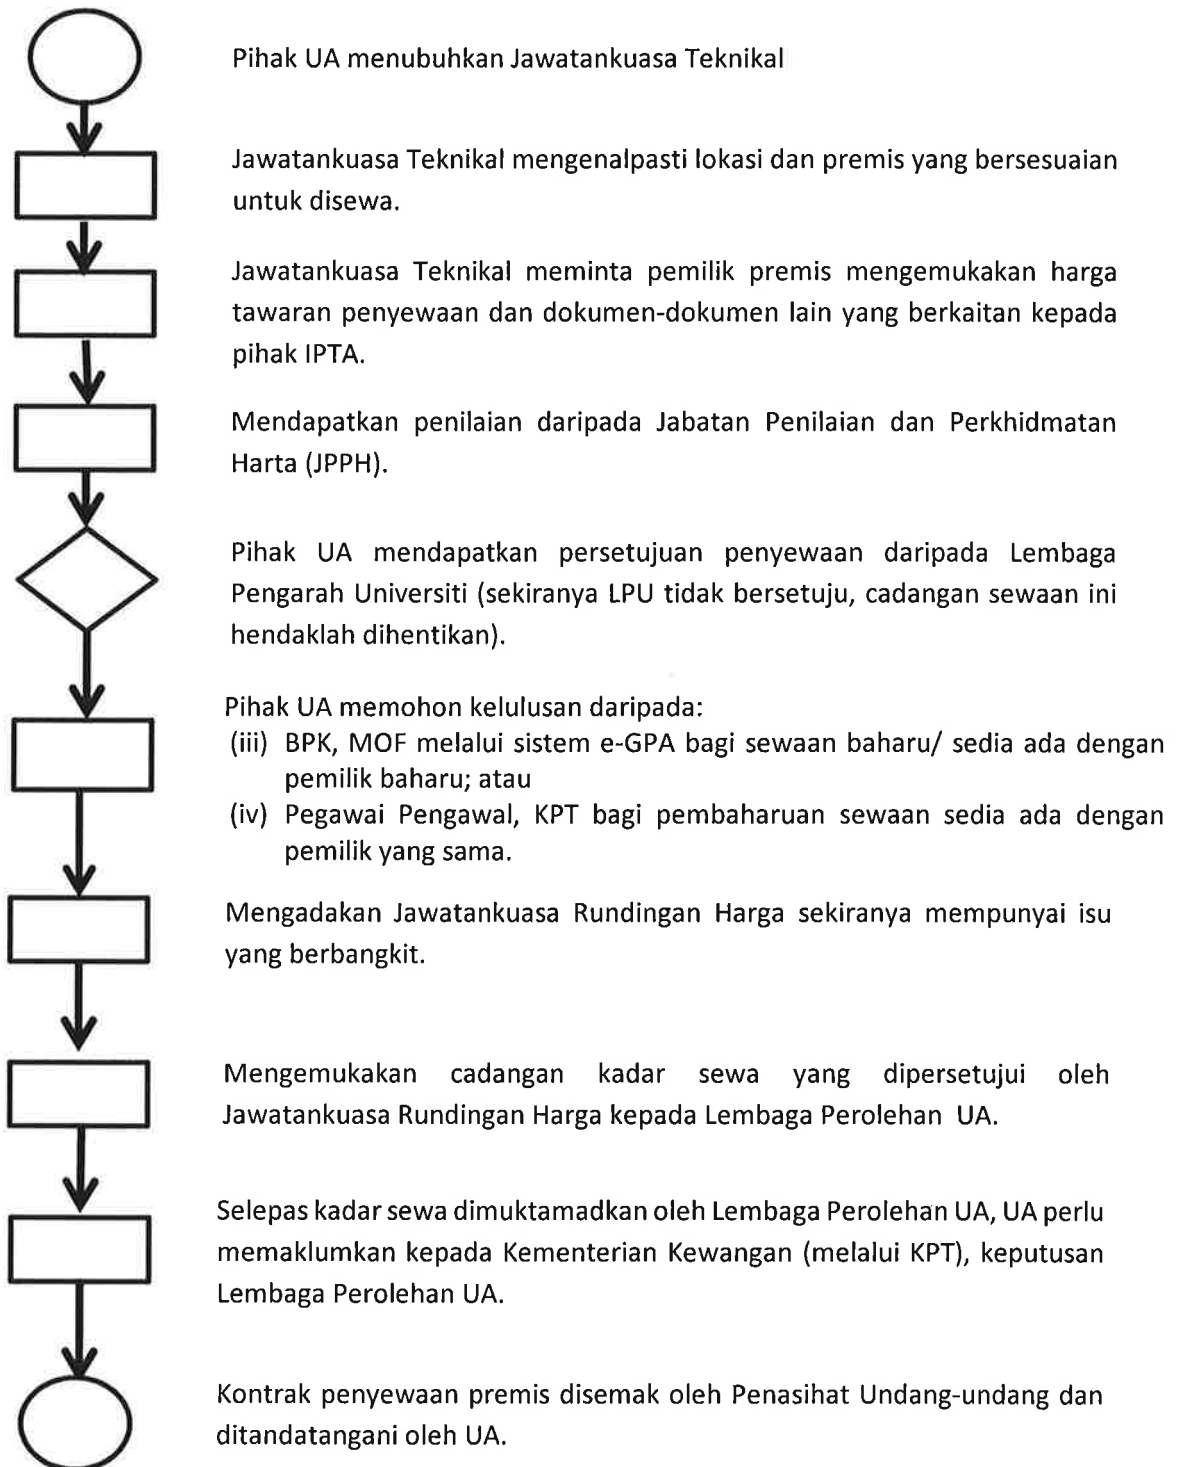 Pihak UA menubuhkan Jawatankuasa Teknikal
Jawatankuasa Teknikal mengenalpasti lokasi dan premis yang bersesuaian
untuk disewa.
Jawatankuasa Teknikal meminta pemilik premis mengemukakan harga
tawaran penyewaan dan dokumen-dokumen lain yang berkaitan kepada
pihak IPTA.
Mendapatkan penilaian daripada Jabatan Penilaian dan Perkhidmatan
Harta (JPPH).
Pihak UA mendapatkan persetujuan penyewaan daripada Lembaga
Pengarah Universiti (sekiranya LPU tidak bersetuju, cadangan sewaan ini
hendaklah dihentikan).
Pihak UA memohon kelulusan daripada:
(iii) BPK, MOF melalui sistem e-GPA bagi sewaan baharu/ sedia ada dengan
pemilik baharu; atau
(iv) Pegawai Pengawal, KPT bagi pembaharuan sewaan sedia ada dengan
pemilik yang sama.
Mengadakan Jawatankuasa Rundingan Harga sekiranya mempunyai isu
yang berbangkit.
Mengemukakan cadangan kadar sewa yang dipersetujui oleh
Jawatankuasa Rundingan Harga kepada Lembaga Perolehan UA.
Selepas kadar sewa dimuktamadkan oleh Lembaga Perolehan UA, UA perlu
memaklumkan kepada Kementerian Kewangan (melalui KPT), keputusan
Lembaga Perolehan UA.
Kontrak penyewaan premis disemak oleh Penasihat Undang-undang dan
ditandatangani oleh UA.